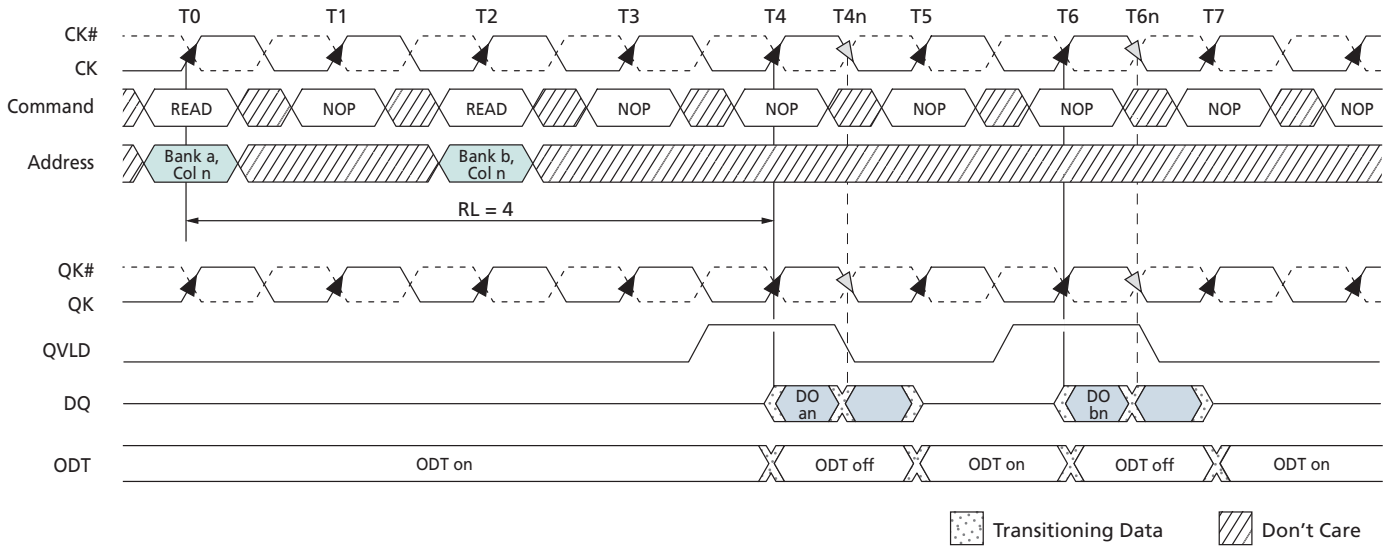 T0 T1 T2 T3 T4 T4n T5 T6 T6n T7
CK#
CK
Command READ NOP READ NOP NOP NOP NOP NOP NOP
Address Bank a, Bank b,
Col n Col n
RL = 4
QK#
QK
QVLD
DQ DO DO
an bn
ODT ODT on ODT off ODT on ODT off ODT on
Transitioning Data Don't Care